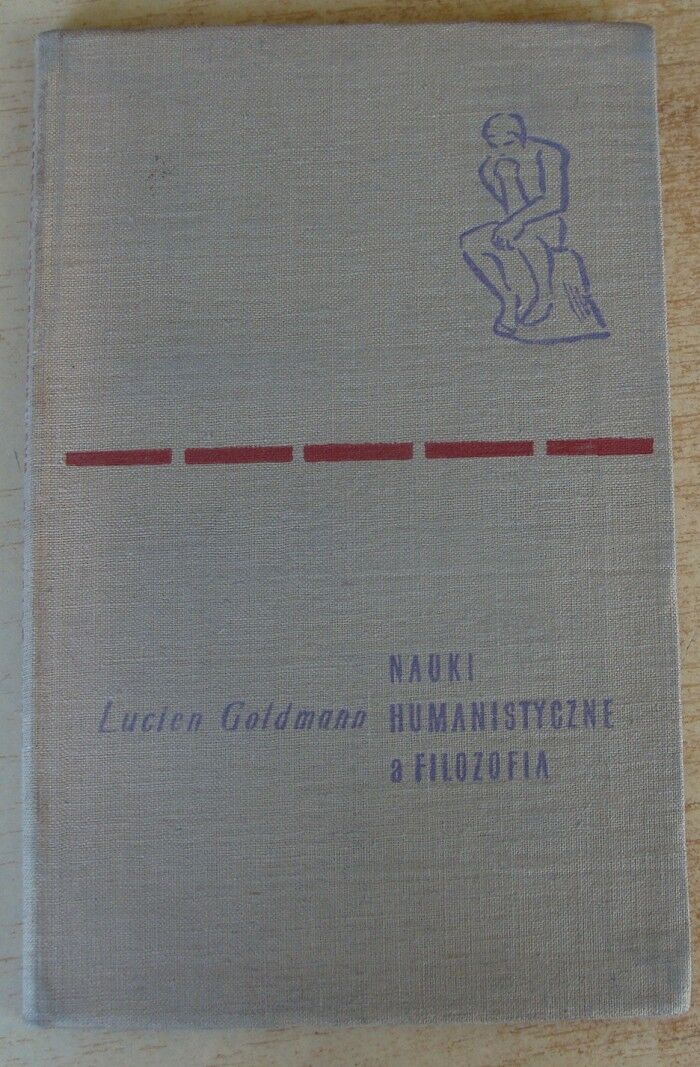 NAUKI
Lucien Goldmann HUMANISTYCZNE
a FILOZOFIA